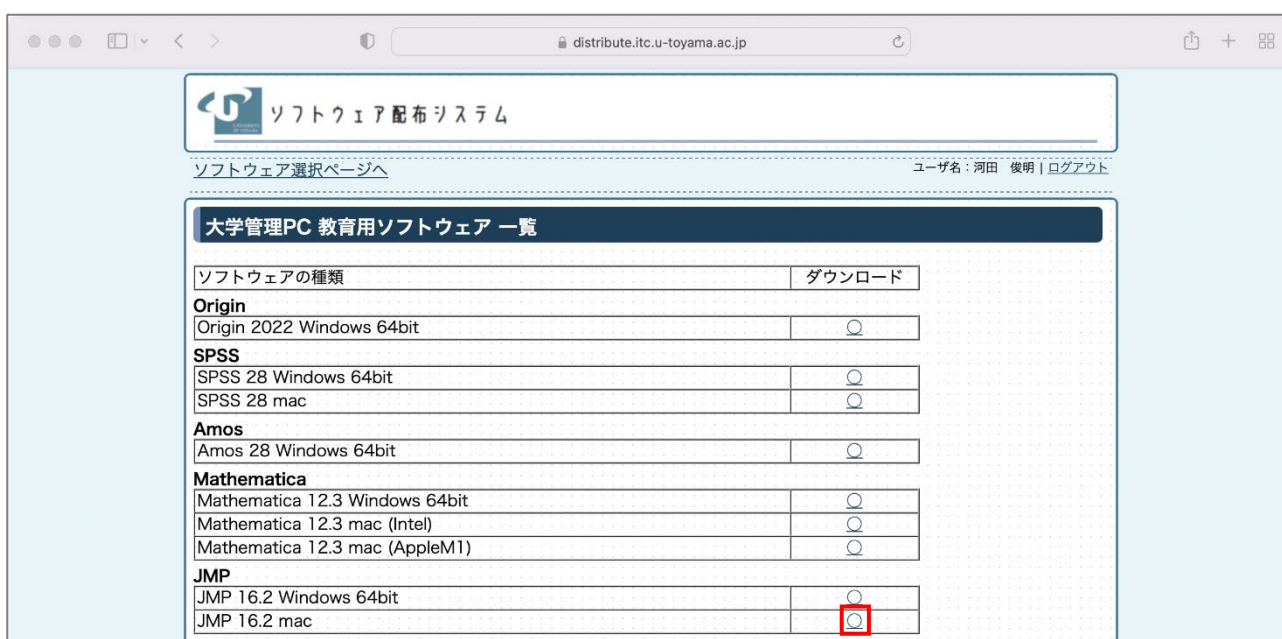 distribute.itc.u-toyama.ac.jp
ソフトウェア配布システム
ソフトウェア選択ページへ
ユーザ名：河田　俊明 | ログアウト
大学管理PC 教育用ソフトウェア 一覧
ソフトウェアの種類 ダウンロード
Origin
Origin 2022 Windows 64bit ○
SPSS
SPSS 28 Windows 64bit ○
SPSS 28 mac ○
Amos
Amos 28 Windows 64bit ○
Mathematica
Mathematica 12.3 Windows 64bit ○
Mathematica 12.3 mac (Intel) ○
Mathematica 12.3 mac (AppleM1) ○
JMP
JMP 16.2 Windows 64bit ○
JMP 16.2 mac ○